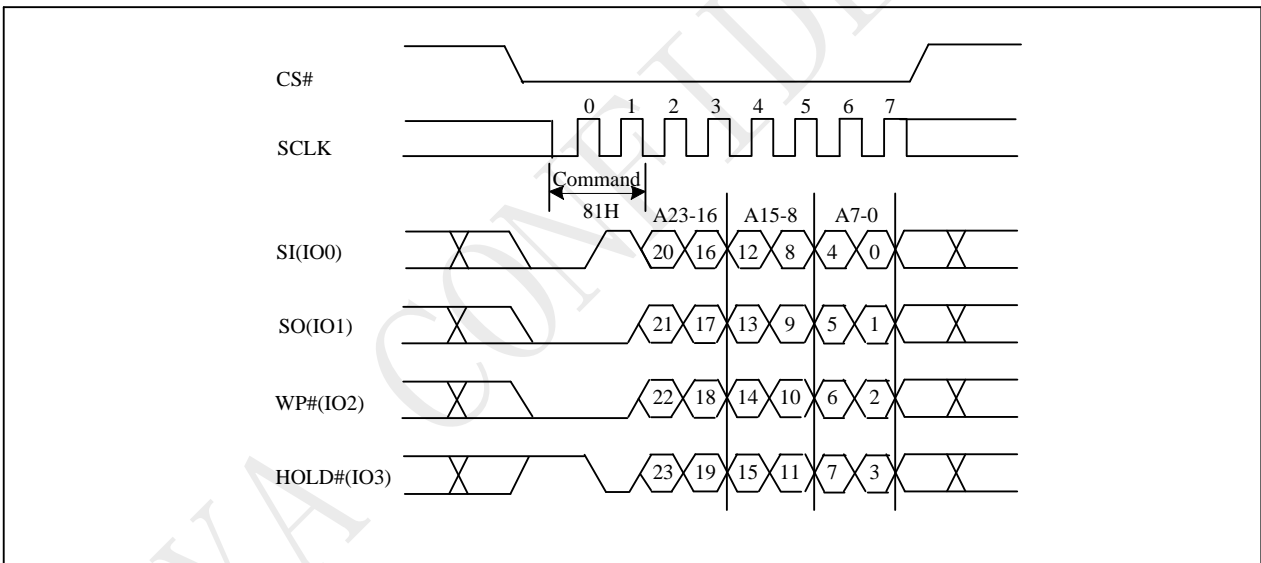 CS#
0 1 2 3 4 5 6 7
SCLK
Command
81H
A23-16 A15-8 A7-0
SI(IO0) 20 16 12 8 4 0
SO(IO1) 21 17 13 9 5 1
WP#(IO2) 22 18 14 10 6 2
HOLD#(IO3) 23 19 15 11 7 3